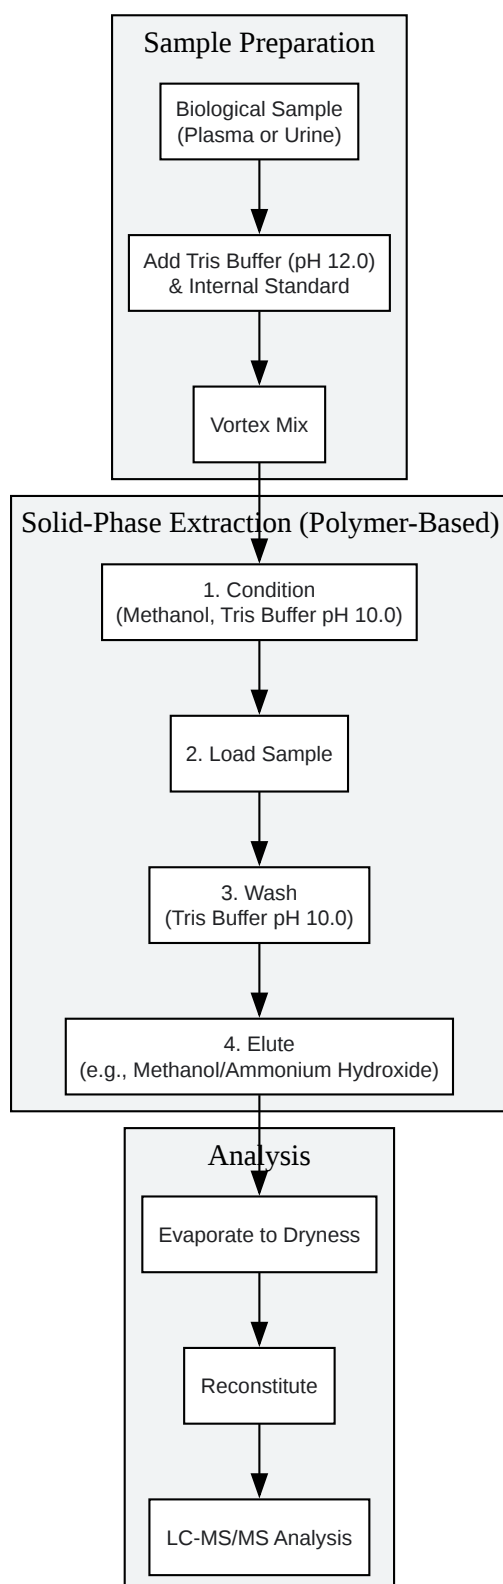 Sample Preparation
Biological Sample
(Plasma or Urine)
Add Tris Buffer (pH 12.0)
& Internal Standard
Vortex Mix
Solid-Phase Extraction (Polymer-Based)
1. Condition
(Methanol, Tris Buffer pH 10.0)
2. Load Sample
3. Wash
(Tris Buffer pH 10.0)
4. Elute
(e.g., Methanol/Ammonium Hydroxide)
Analysis
Evaporate to Dryness
Reconstitute
LC-MS/MS Analysis